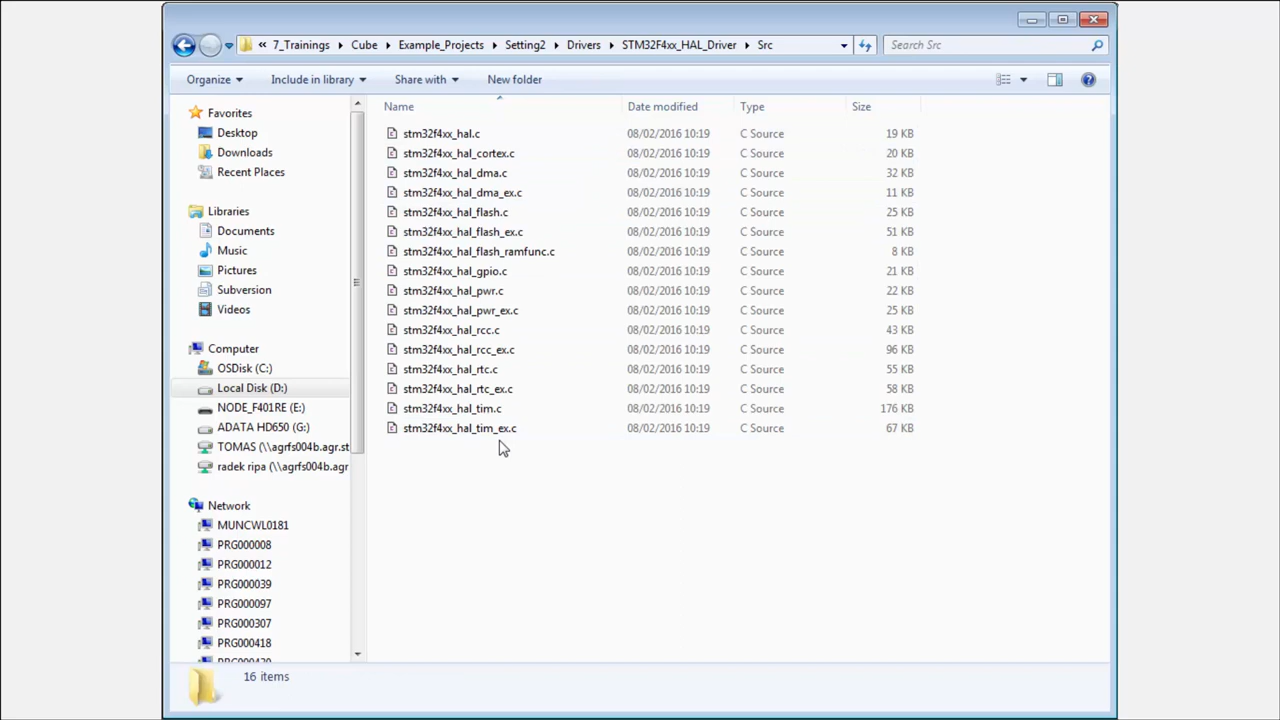 « 7_Trainings Cube Example_Projects Setting2 Drivers STM32F4xx_HAL_Driver Src Search Src
Organize Include in library Share with New folder
Favorites
Desktop
Downloads
Recent Places
Libraries
Documents
Music
Pictures
Subversion
Videos
Computer
OSDisk (C:)
Local Disk (D:)
NODE_F401RE (E:)
ADATA HD650 (G:)
TOMAS (\\agrfs004b.agr.st
radek ripa (\\agrfs004b.agr
Network
MUNCWL0181
PRG000008
PRG000012
PRG000039
PRG000097
PRG000307
PRG000418
Name Date modified Type Size
stm32f4xx_hal.c 08/02/2016 10:19 C Source 19 KB
stm32f4xx_hal_cortex.c 08/02/2016 10:19 C Source 20 KB
stm32f4xx_hal_dma.c 08/02/2016 10:19 C Source 32 KB
stm32f4xx_hal_dma_ex.c 08/02/2016 10:19 C Source 11 KB
stm32f4xx_hal_flash.c 08/02/2016 10:19 C Source 25 KB
stm32f4xx_hal_flash_ex.c 08/02/2016 10:19 C Source 51 KB
stm32f4xx_hal_flash_ramfunc.c 08/02/2016 10:19 C Source 8 KB
stm32f4xx_hal_gpio.c 08/02/2016 10:19 C Source 21 KB
stm32f4xx_hal_pwr.c 08/02/2016 10:19 C Source 22 KB
stm32f4xx_hal_pwr_ex.c 08/02/2016 10:19 C Source 25 KB
stm32f4xx_hal_rcc.c 08/02/2016 10:19 C Source 43 KB
stm32f4xx_hal_rcc_ex.c 08/02/2016 10:19 C Source 96 KB
stm32f4xx_hal_rtc.c 08/02/2016 10:19 C Source 55 KB
stm32f4xx_hal_rtc_ex.c 08/02/2016 10:19 C Source 58 KB
stm32f4xx_hal_tim.c 08/02/2016 10:19 C Source 176 KB
stm32f4xx_hal_tim_ex.c 08/02/2016 10:19 C Source 67 KB
16 items